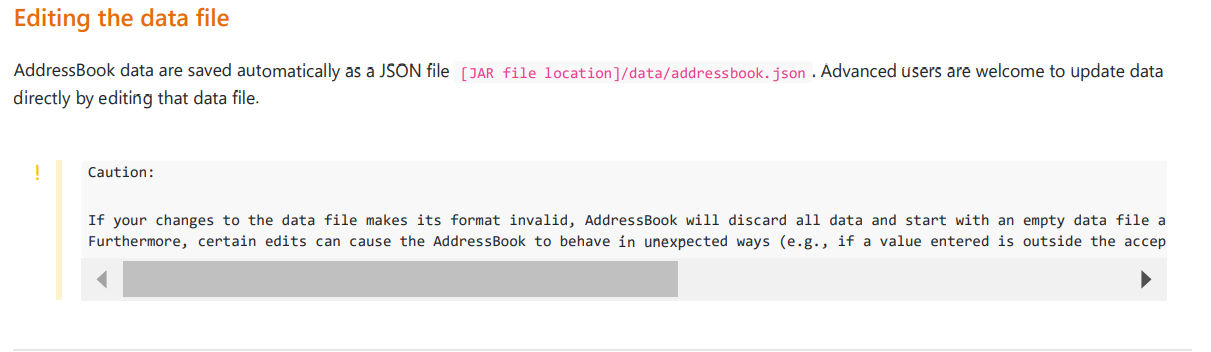 Editing the data file
AddressBook data are saved automatically as a JSON file [JAR file location]/data/addressbook.json . Advanced users are welcome to update data
directly by editing that data file.
!
Caution:
If your changes to the data file makes its format invalid, AddressBook will discard all data and start with an empty data file a
Furthermore, certain edits can cause the AddressBook to behave in unexpected ways (e.g., if a value entered is outside the accep